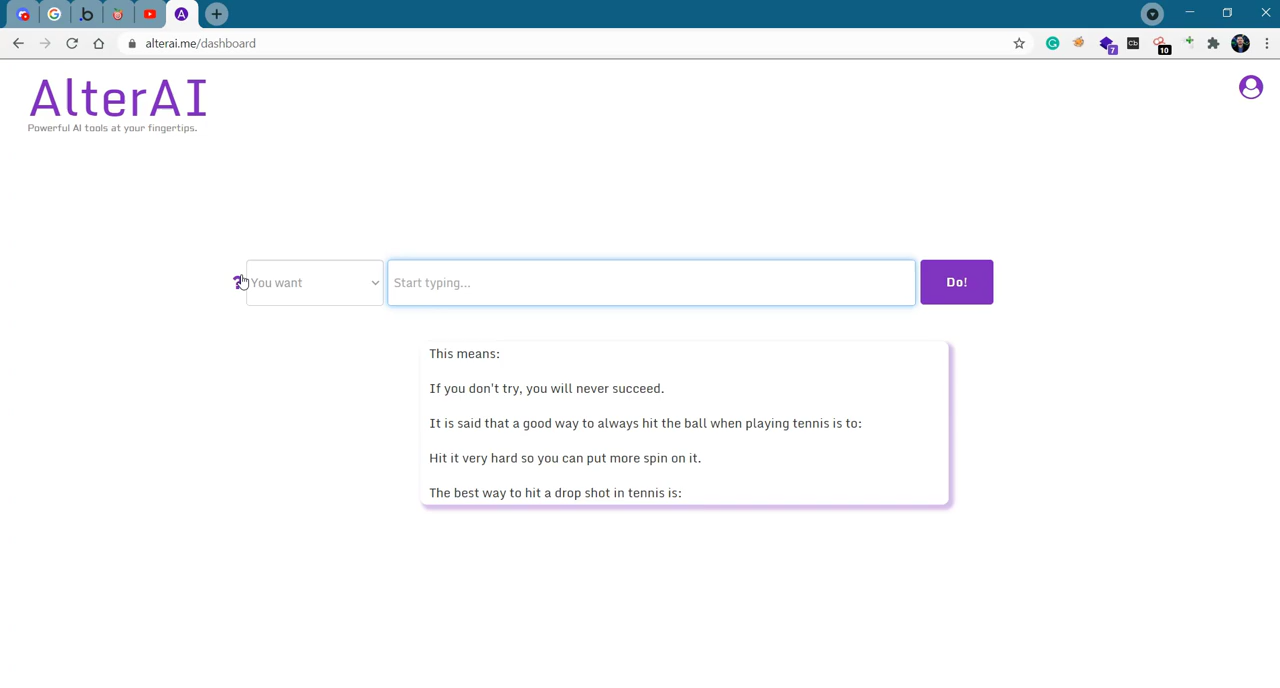 alterai.me/dashboard
7
10
AlterAI
Powerful AI tools at your fingertips.
?
You want
Start typing...
Do!
This means:
If you don't try, you will never succeed.
It is said that a good way to always hit the ball when playing tennis is to:
Hit it very hard so you can put more spin on it.
The best way to hit a drop shot in tennis is: